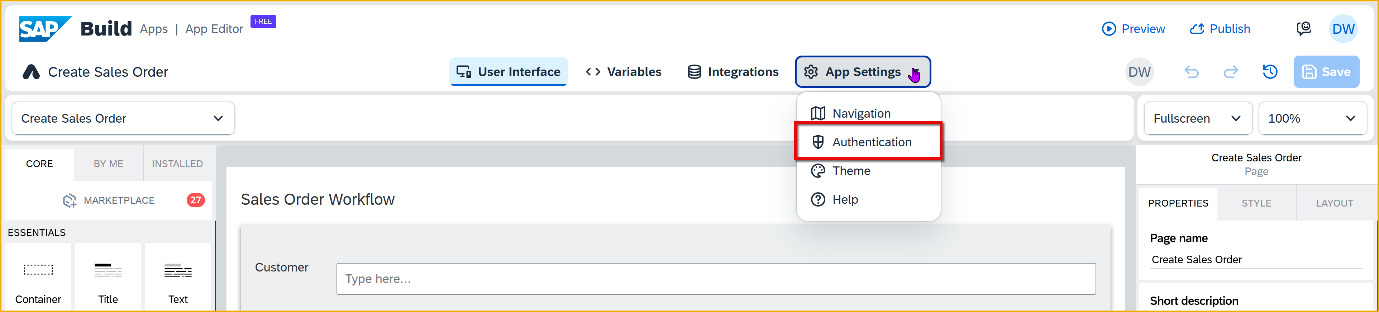 SAP Build Apps | App Editor FREE
Preview Publish DW
Create Sales Order
User Interface Variables Integrations App Settings
DW Save
Create Sales Order
Navigation
Authentication
Theme
Help
Fullscreen 100%
CORE BY ME INSTALLED
MARKETPLACE 27
ESSENTIALS
Container Title Text
Sales Order Workflow
Customer Type here...
Create Sales Order
Page
PROPERTIES STYLE LAYOUT
Page name
Create Sales Order
Short description